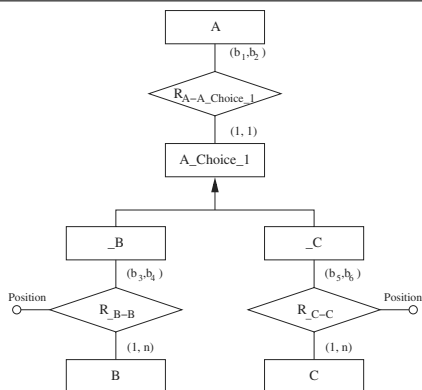 A
(b1,b2)
RA−A_Choice_1
(1, 1)
A_Choice_1
_B
_C
(b3,b4)
(b5,b6)
Position
Position
R_B−B
R_C−C
(1, n)
(1, n)
B
C